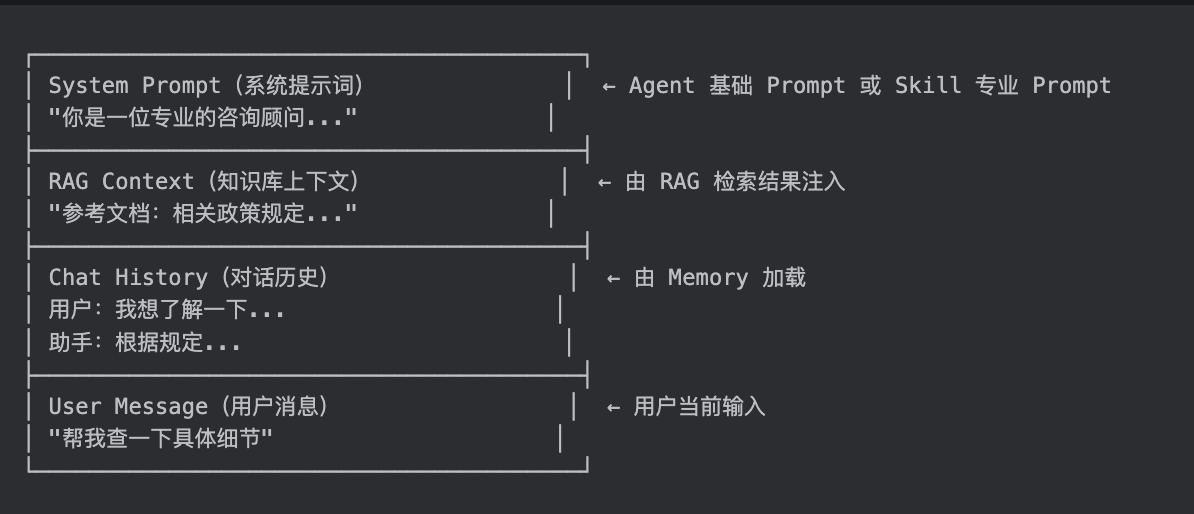 System Prompt (系统提示词) ← Agent 基础 Prompt 或 Skill 专业 Prompt
"你是一位专业的咨询顾问..."
RAG Context (知识库上下文) ← 由 RAG 检索结果注入
"参考文档: 相关政策规定..."
Chat History (对话历史) ← 由 Memory 加载
用户: 我想了解一下...
助手: 根据规定...
User Message (用户消息) ← 用户当前输入
"帮我查一下具体细节"